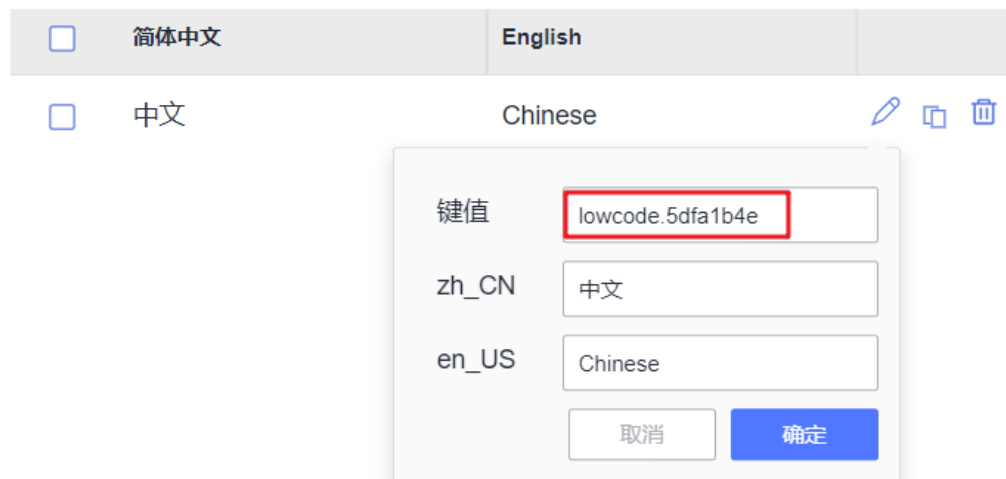 简体中文 English
中文 Chinese
键值 lowcode.5dfa1b4e
zh_CN 中文
en_US Chinese
取消 确定